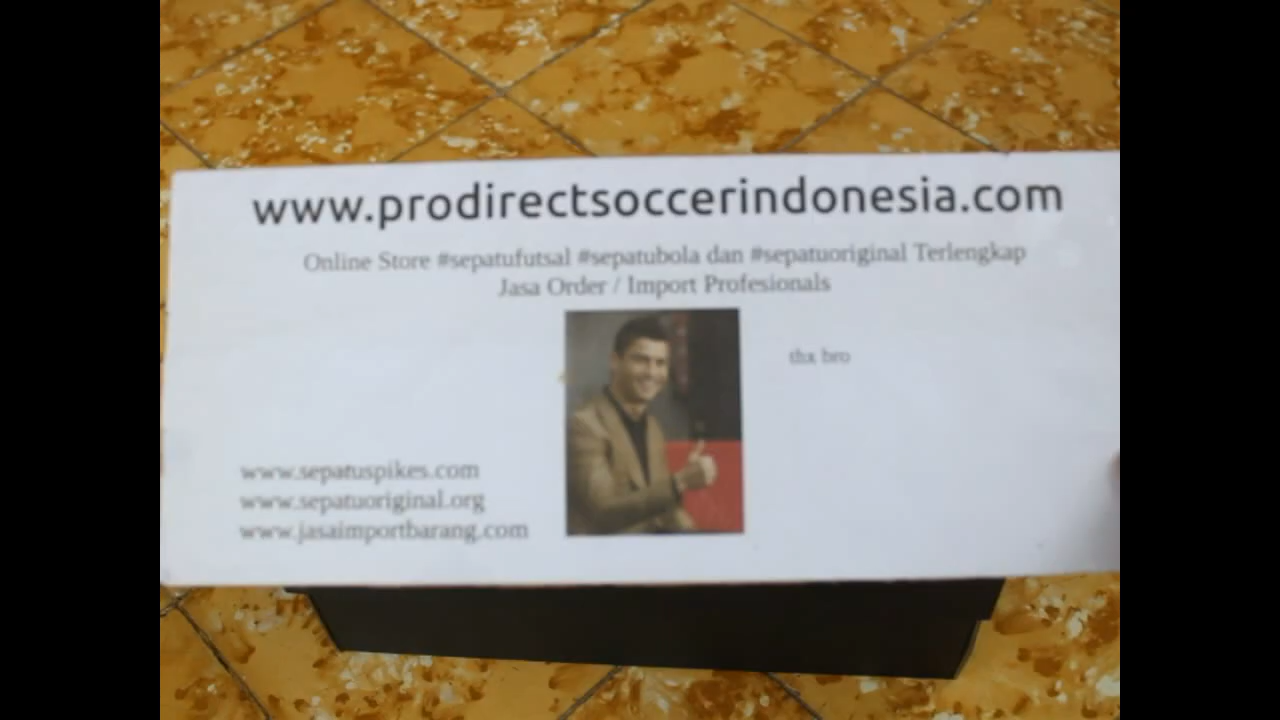 www.prodirectsoccerindonesia.com
Online Store #sepatufutsal #sepatubola dan #sepatuoriginal Terlengkap
Jasa Order / Import Profesionals
thx bro
www.sepatuspikes.com
www.sepatuoriginal.org
www.jasaimportbarang.com